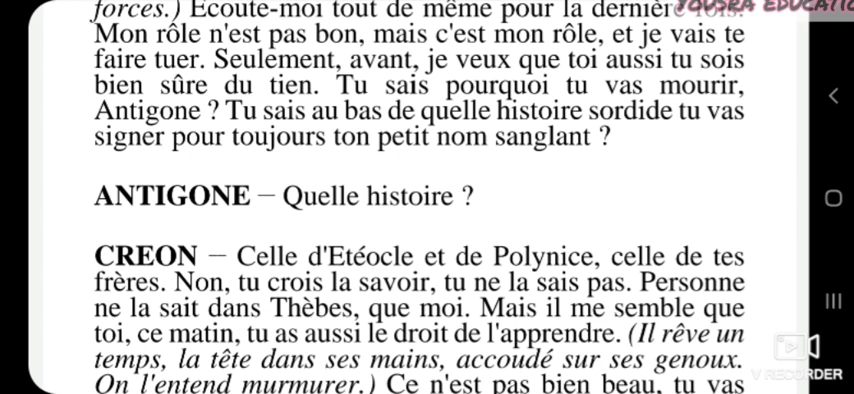 forces.) Ecoute-moi tout de même pour la dernière fois.
YOUSRA EDUCATIO
Mon rôle n'est pas bon, mais c'est mon rôle, et je vais te
faire tuer. Seulement, avant, je veux que toi aussi tu sois
bien sûre du tien. Tu sais pourquoi tu vas mourir,
Antigone ? Tu sais au bas de quelle histoire sordide tu vas
signer pour toujours ton petit nom sanglant ?
ANTIGONE – Quelle histoire ?
CREON – Celle d'Etéocle et de Polynice, celle de tes
frères. Non, tu crois la savoir, tu ne la sais pas. Personne
ne la sait dans Thèbes, que moi. Mais il me semble que
toi, ce matin, tu as aussi le droit de l'apprendre. (Il rêve un
temps, la tête dans ses mains, accoudé sur ses genoux.
On l'entend murmurer.) Ce n'est pas bien beau, tu vas
V RECORDER